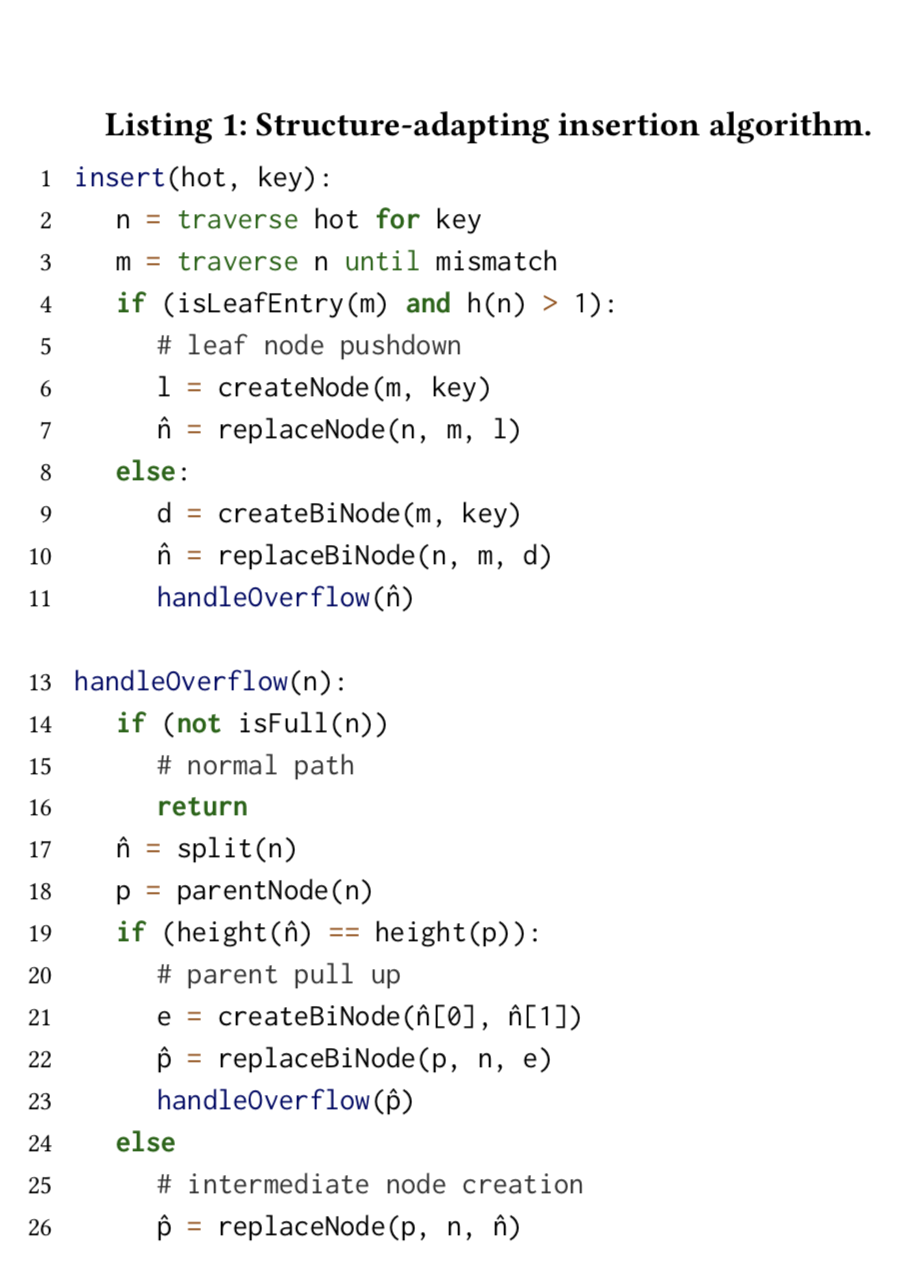 Listing 1: Structure-adapting insertion algorithm.
1 insert(hot, key):
2 n = traverse hot for key
3 m = traverse n until mismatch
4 if (isLeafEntry(m) and h(n) > 1):
5 # leaf node pushdown
6 l = createNode(m, key)
7 n̂ = replaceNode(n, m, l)
8 else:
9 d = createBiNode(m, key)
10 n̂ = replaceBiNode(n, m, d)
11 handleOverflow(n̂)
13 handleOverflow(n):
14 if (not isFull(n))
15 # normal path
16 return
17 n̂ = split(n)
18 p = parentNode(n)
19 if (height(n̂) == height(p)):
20 # parent pull up
21 e = createBiNode(n̂[0], n̂[1])
22 p̂ = replaceBiNode(p, n, e)
23 handleOverflow(p̂)
24 else
25 # intermediate node creation
26 p̂ = replaceNode(p, n, n̂)